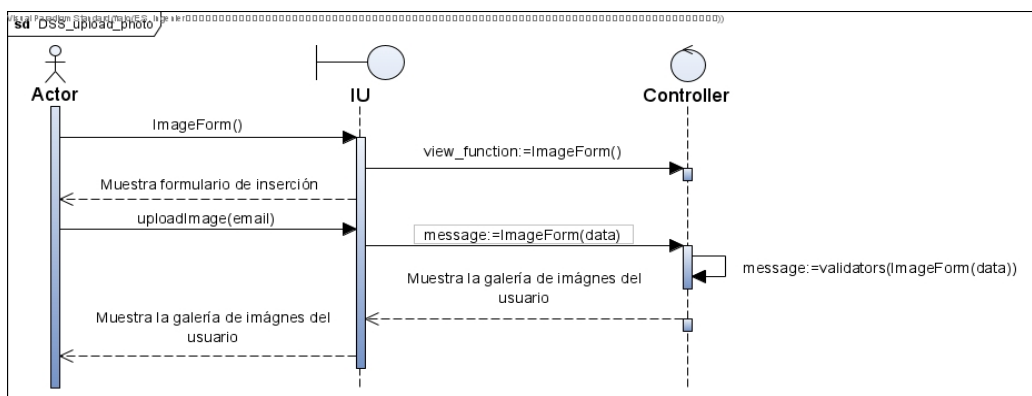 sd DSS_upload_photo
Actor
IU
Controller
ImageForm()
view_function:=ImageForm()
Muestra formulario de inserción
uploadImage(email)
message:=ImageForm(data)
message:=validators(ImageForm(data))
Muestra la galería de imágnes del
usuario
Muestra la galería de imágnes del
usuario